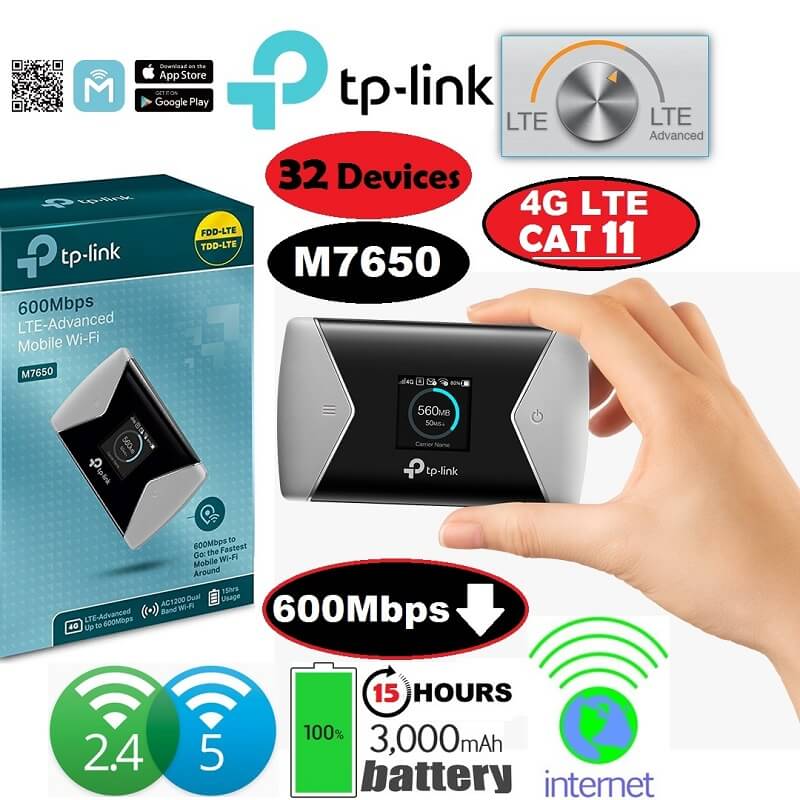 M
Download on the
App Store
GET IT ON
Google Play
tp-link
LTE
LTE
Advanced
32 Devices
4G LTE
CAT 11
M7650
FDD-LTE
TDD-LTE
tp-link
600Mbps
LTE-Advanced
Mobile Wi-Fi
M7650
600Mbps to
Go: the Fastest
Mobile Wi-Fi
Around
4G
LTE-Advanced
Up to 600Mbps
AC1200 Dual
Band Wi-Fi
15hrs
Usage
4G
60%
560MB
Carrier Name
tp-link
600Mbps
2.4
5
100%
15 HOURS
3,000mAh
battery
internet